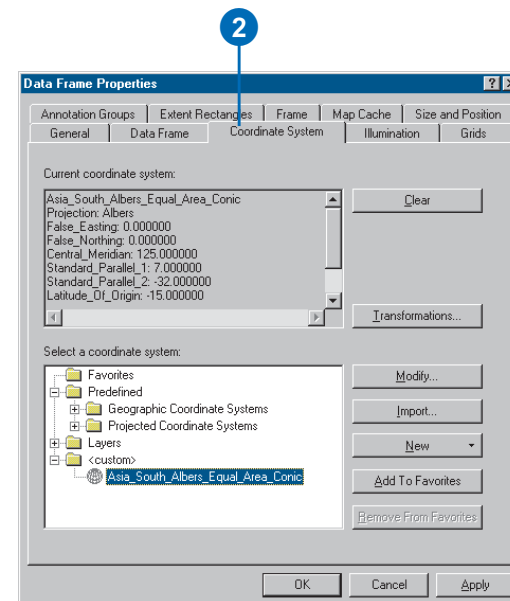 2
Data Frame Properties
Annotation Groups Extent Rectangles Frame Map Cache Size and Position
General Data Frame Coordinate System Illumination Grids
Current coordinate system:
Asia_South_Albers_Equal_Area_Conic
Projection: Albers
False_Easting: 0.000000
False_Northing: 0.000000
Central_Meridian: 125.000000
Standard_Parallel_1: 7.000000
Standard_Parallel_2: -32.000000
Latitude_Of_Origin: -15.000000
Clear
Transformations...
Select a coordinate system:
Favorites
Predefined
Geographic Coordinate Systems
Projected Coordinate Systems
Layers
<custom>
Asia_South_Albers_Equal_Area_Conic
Modify...
Import...
New
Add To Favorites
Remove From Favorites
OK Cancel Apply